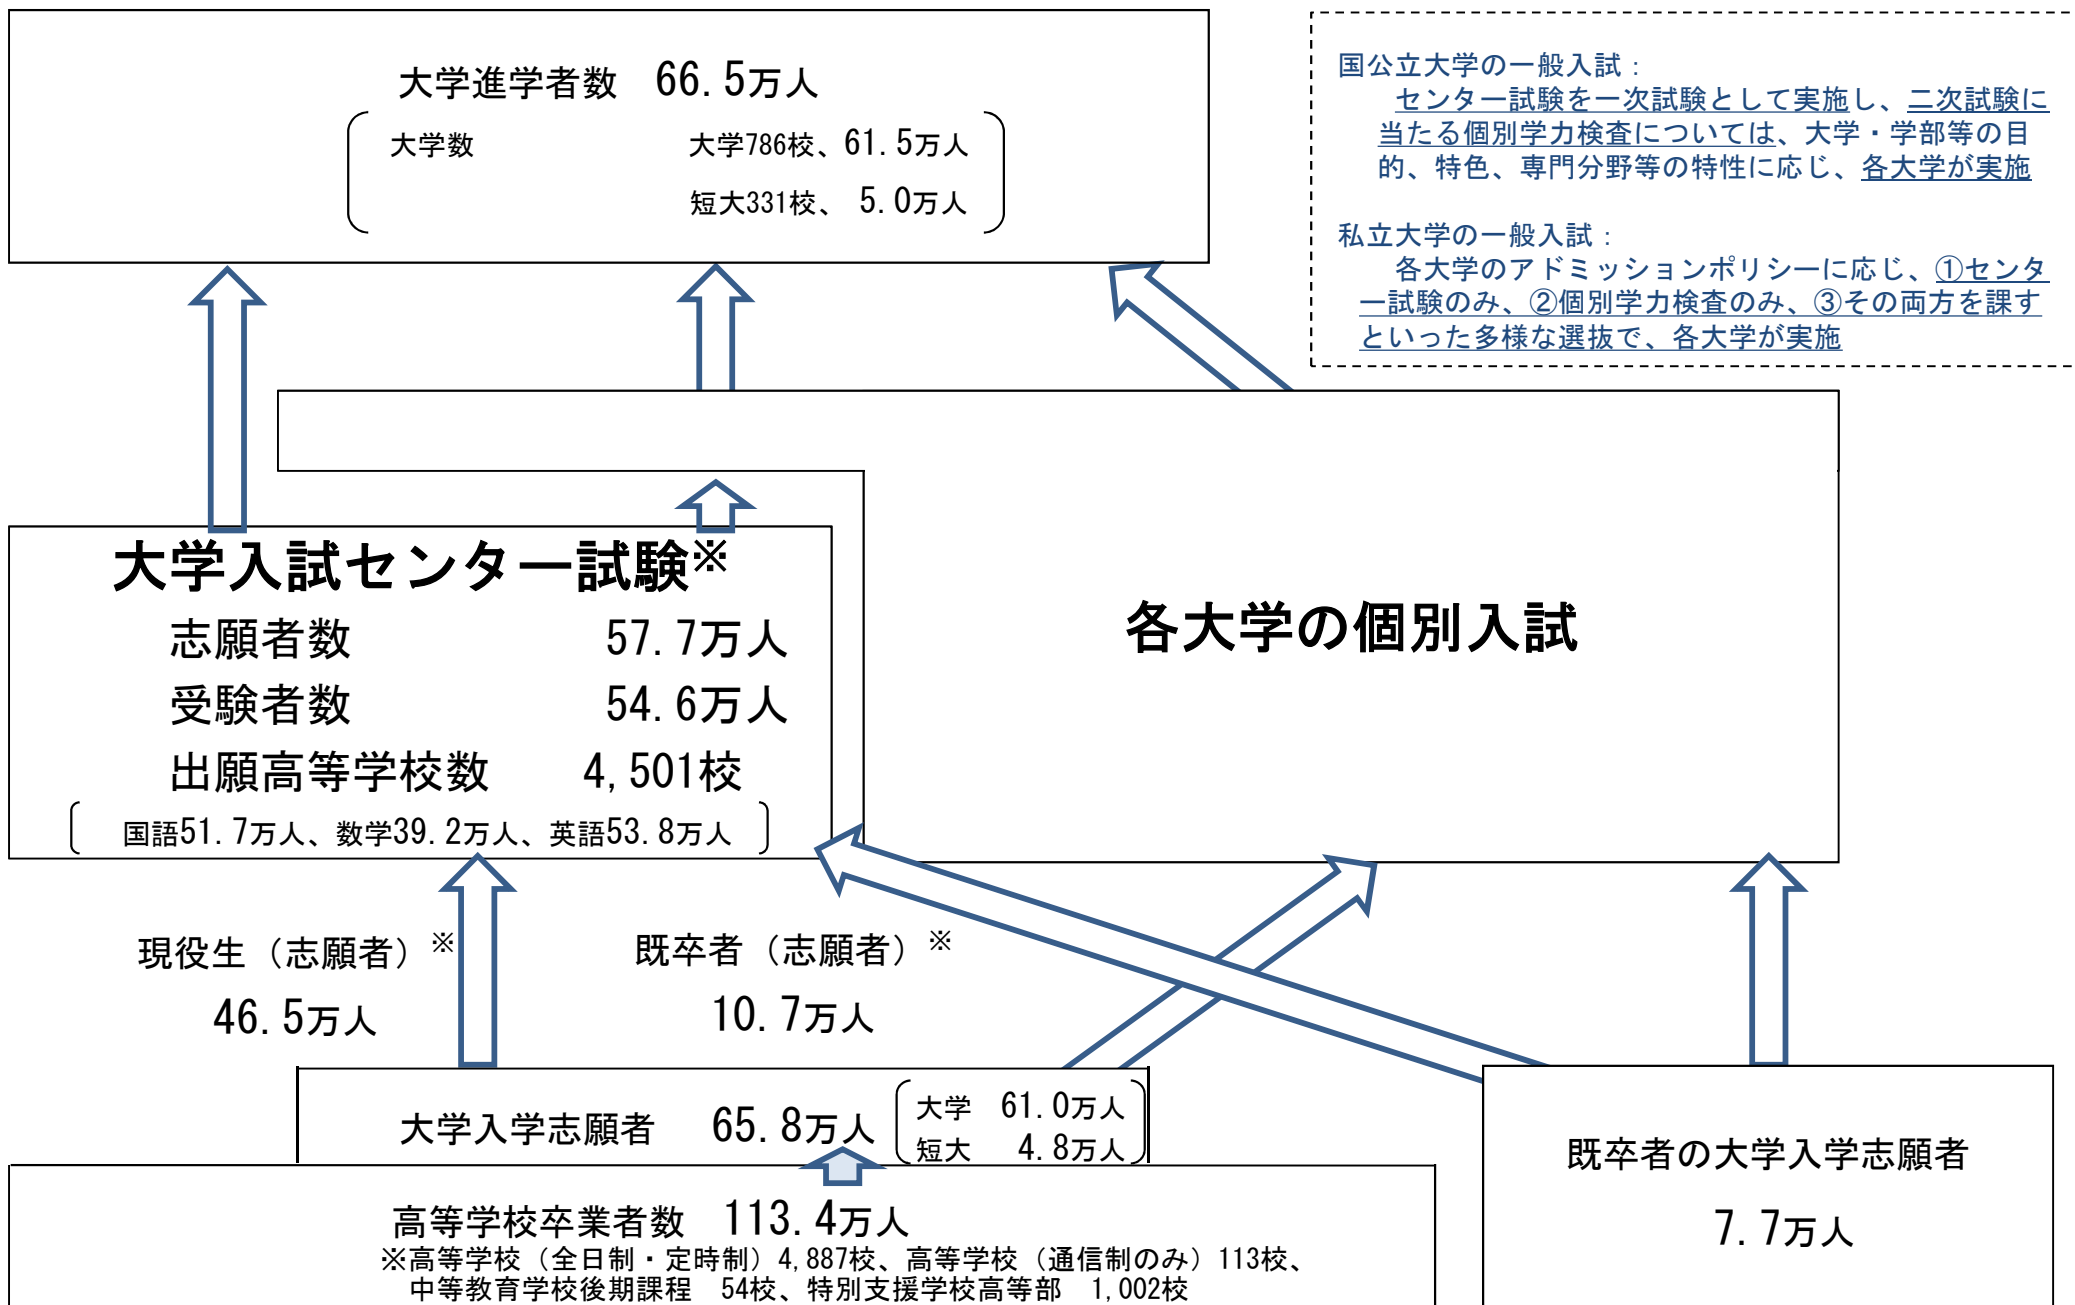 大学進学者数　66.5万人
大学数　大学786校、61.5万人
短大331校、 5.0万人
国公立大学の一般入試：
センター試験を一次試験として実施し、二次試験に
当たる個別学力検査については、大学・学部等の目
的、特色、専門分野等の特性に応じ、各大学が実施
私立大学の一般入試：
各大学のアドミッションポリシーに応じ、①センタ
ー試験のみ、②個別学力検査のみ、③その両方を課す
といった多様な選抜で、各大学が実施
大学入試センター試験※
志願者数　57.7万人
受験者数　54.6万人
出願高等学校数　4,501校
国語51.7万人、数学39.2万人、英語53.8万人
各大学の個別入試
現役生（志願者）※
46.5万人
既卒者（志願者）※
10.7万人
大学入学志願者　65.8万人
大学　61.0万人
短大　4.8万人
既卒者の大学入学志願者
7.7万人
高等学校卒業者数　113.4万人
※高等学校（全日制・定時制）4,887校、高等学校（通信制のみ）113校、
中等教育学校後期課程　54校、特別支援学校高等部　1,002校